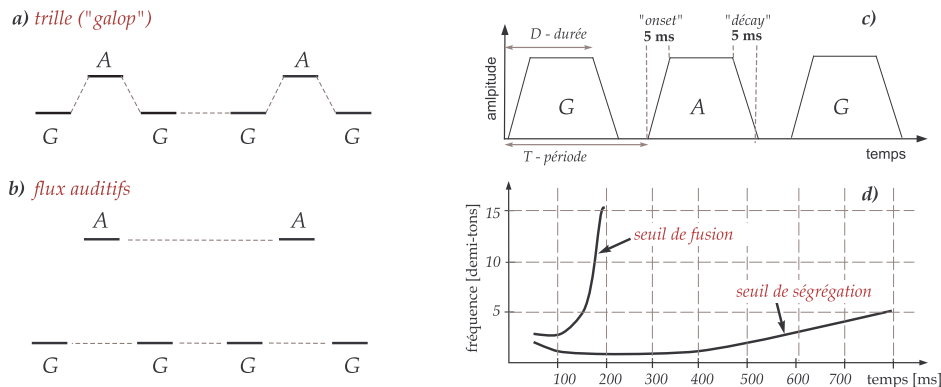 a) trille ("galop")
A A
G G G G
b) flux auditifs
A A
G G G G
c)
"onset" "décay"
D - durée 5 ms 5 ms
amlpitude
G A G
T - période
temps
d)
fréquence [demi-tons]
15
10
5
seuil de fusion
seuil de ségrégation
100 200 300 400 500 600 700 temps [ms]